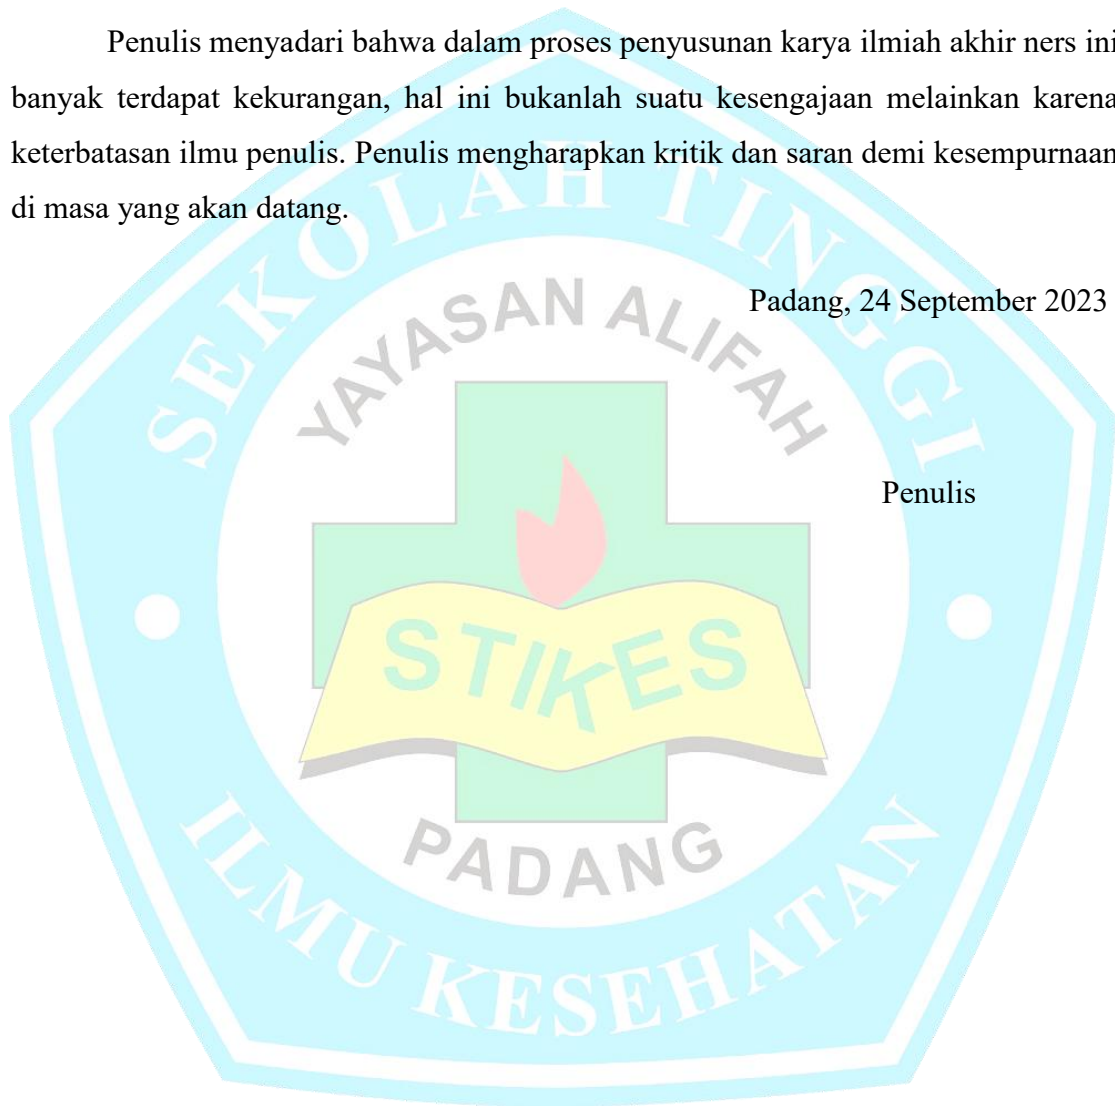 Penulis menyadari bahwa dalam proses penyusunan karya ilmiah akhir ners ini
banyak terdapat kekurangan, hal ini bukanlah suatu kesengajaan melainkan karena
keterbatasan ilmu penulis. Penulis mengharapkan kritik dan saran demi kesempurnaan
di masa yang akan datang.
Padang, 24 September 2023
Penulis
SEKOLAH TINGGI
YAYASAN ALIFAH
STIKES
PADANG
ILMU KESEHATAN